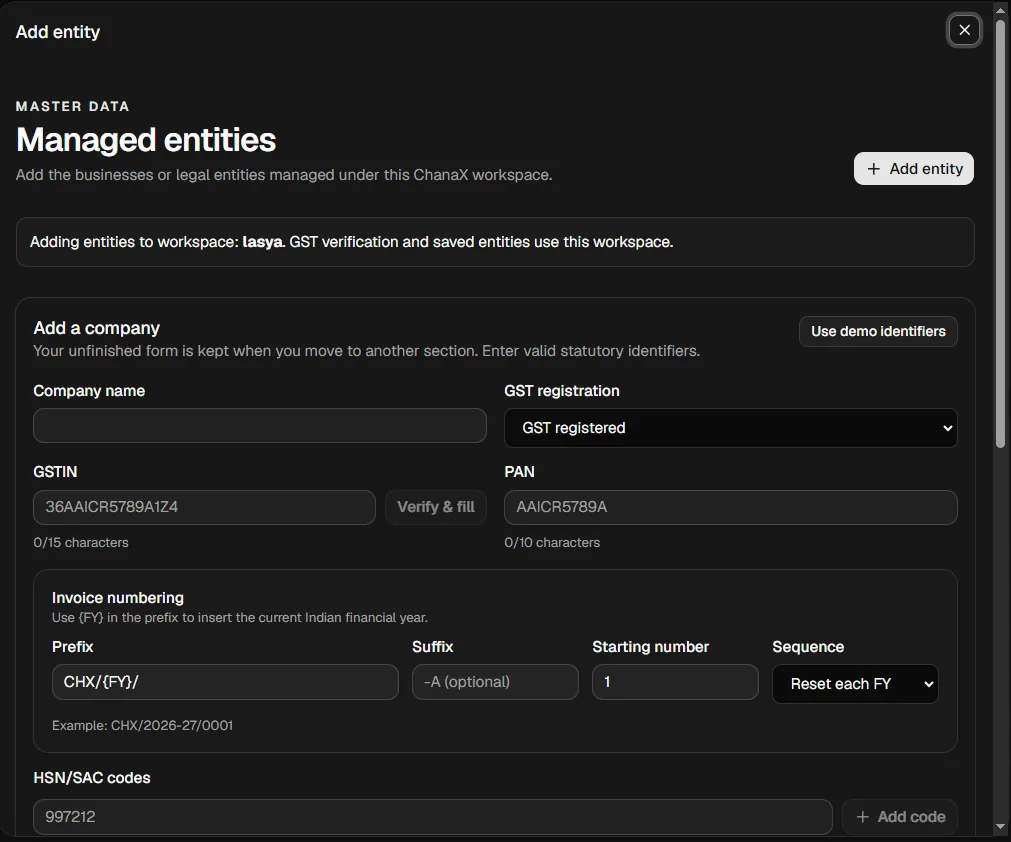 Add entity
MASTER DATA
Managed entities
Add the businesses or legal entities managed under this ChanaX workspace.
+ Add entity
Adding entities to workspace: lasya. GST verification and saved entities use this workspace.
Add a company
Use demo identifiers
Your unfinished form is kept when you move to another section. Enter valid statutory identifiers.
Company name
GST registration
GST registered
GSTIN
PAN
36AAICR5789A1Z4
Verify & fill
AAICR5789A
0/15 characters
0/10 characters
Invoice numbering
Use {FY} in the prefix to insert the current Indian financial year.
Prefix
Suffix
Starting number
Sequence
CHX/{FY}/
-A (optional)
1
Reset each FY
Example: CHX/2026-27/0001
HSN/SAC codes
997212
+ Add code